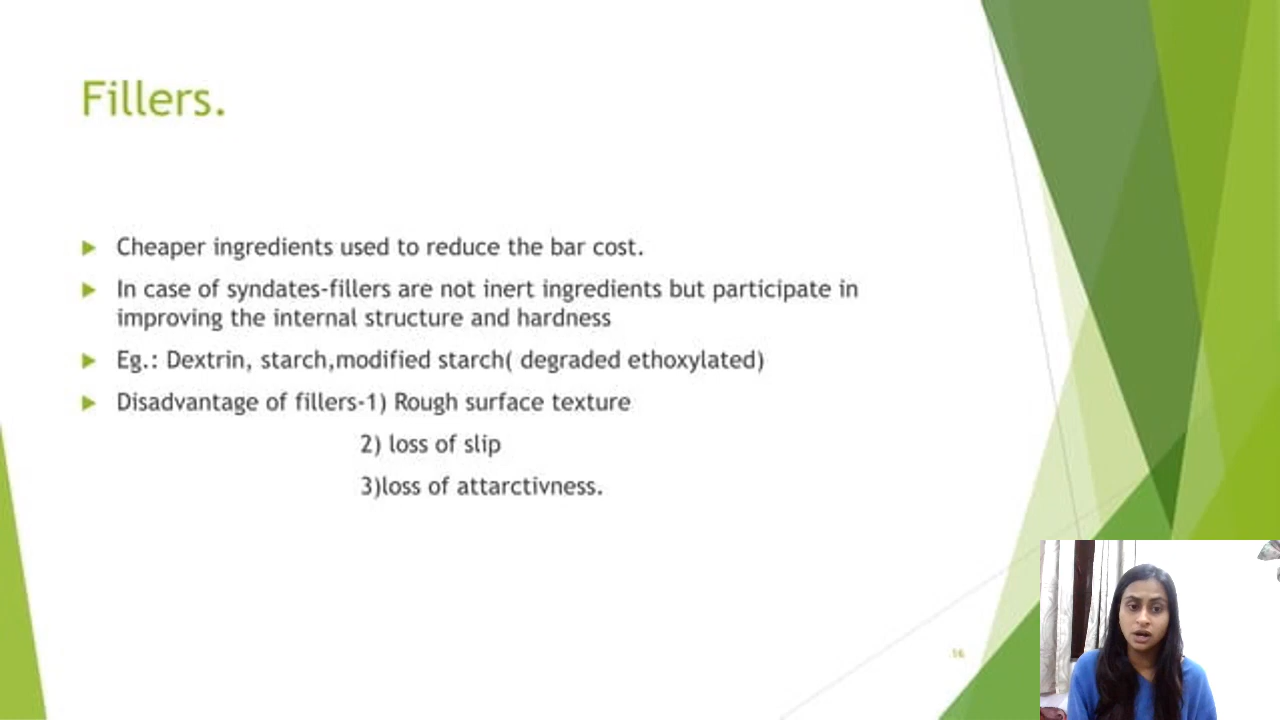 Fillers.
Cheaper ingredients used to reduce the bar cost.
In case of syndates-fillers are not inert ingredients but participate in
improving the internal structure and hardness
Eg.: Dextrin, starch,modified starch( degraded ethoxylated)
Disadvantage of fillers-1) Rough surface texture
2) loss of slip
3)loss of attarctivness.
16